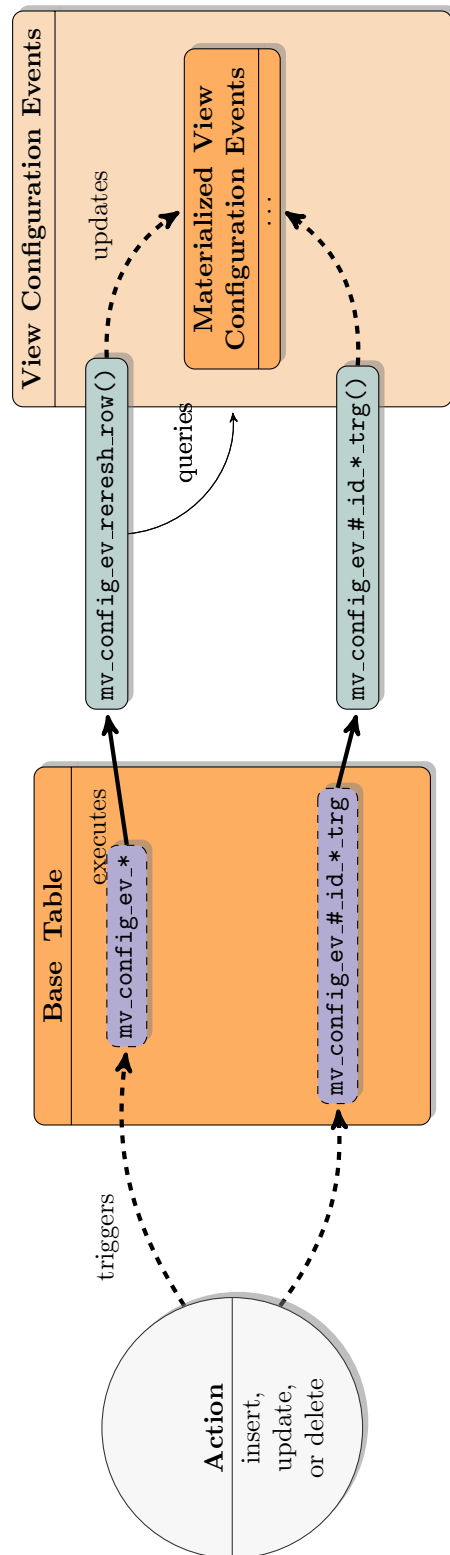 Action
insert,
update,
or delete
triggers
Base Table
executes
mv_config_ev_*
mv_config_ev_#_id_*_trg
mv_config_ev_reresh_row()
mv_config_ev_#_id_*_trg()
queries
updates
View Configuration Events
Materialized View
Configuration Events
...